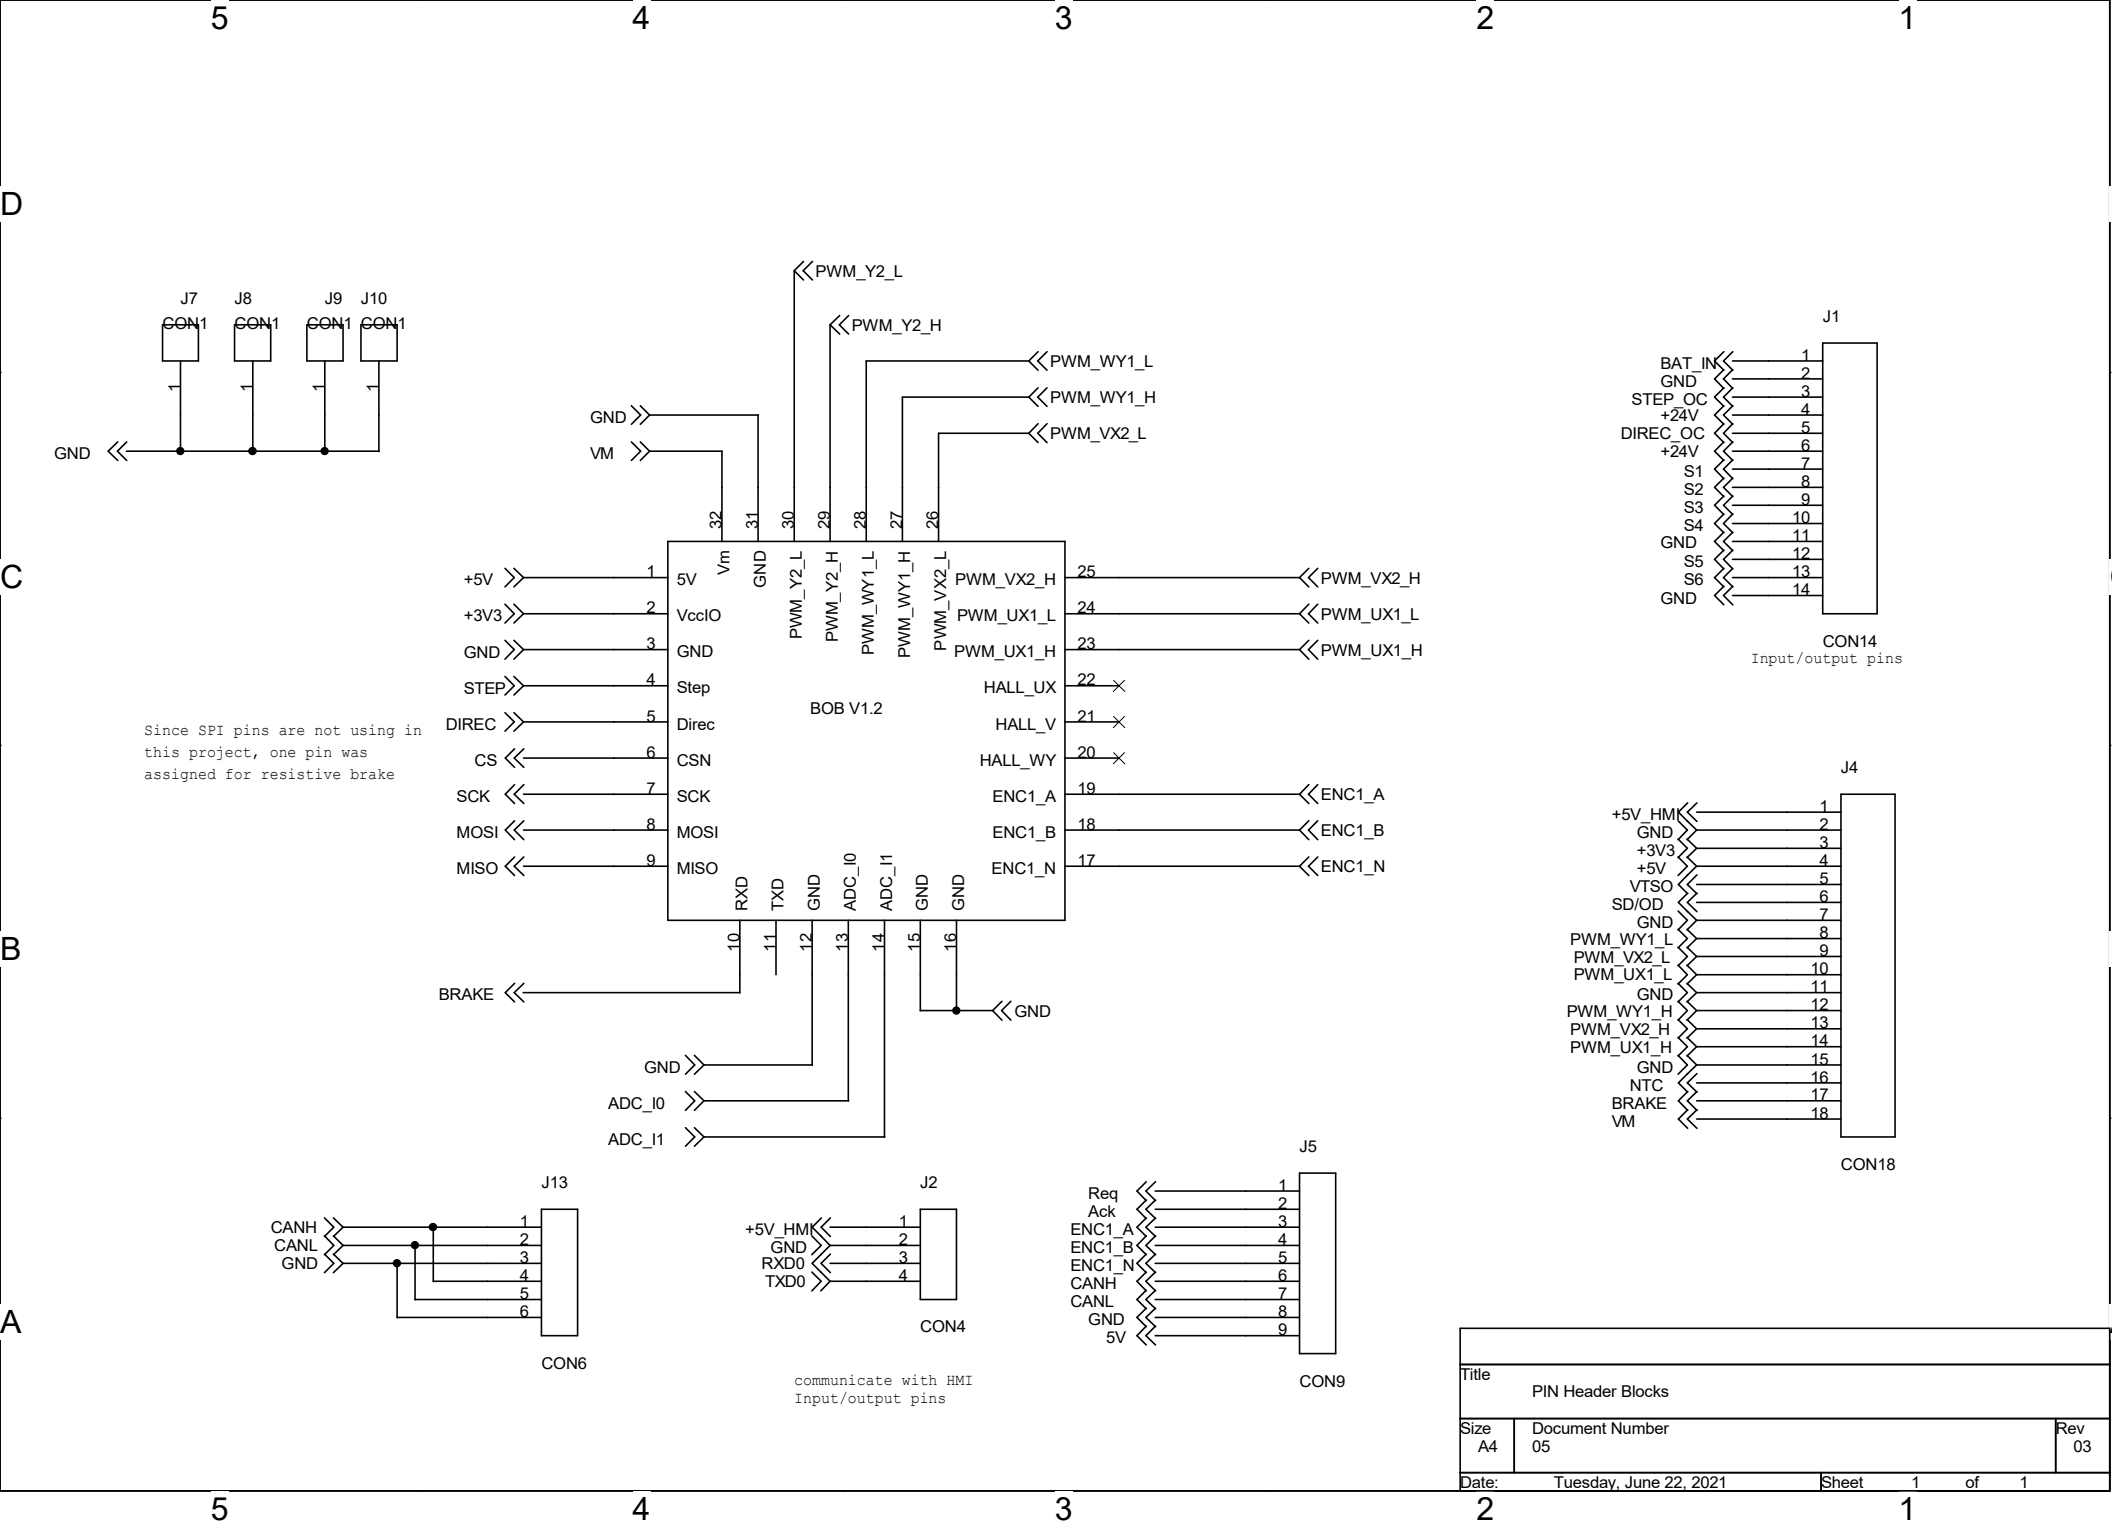 5 4 3 2 1
D
C
B
A
J7 J8 J9 J10
CON1 CON1 CON1 CON1
1 1 1 1
GND
PWM_Y2_L
PWM_Y2_H
PWM_WY1_L
PWM_WY1_H
PWM_VX2_L
GND
VM
32 31 30 29 28 27 26
Vm GND PWM_Y2_L PWM_Y2_H PWM_WY1_L PWM_WY1_H PWM_VX2_L
+5V 1 5V
+3V3 2 VccIO
GND 3 GND
STEP 4 Step
DIREC 5 Direc
CS 6 CSN
SCK 7 SCK
MOSI 8 MOSI
MISO 9 MISO
BOB V1.2
PWM_VX2_H 25 PWM_VX2_H
PWM_UX1_L 24 PWM_UX1_L
PWM_UX1_H 23 PWM_UX1_H
HALL_UX 22
HALL_V 21
HALL_WY 20
ENC1_A 19 ENC1_A
ENC1_B 18 ENC1_B
ENC1_N 17 ENC1_N
RXD TXD GND ADC_I0 ADC_I1 GND GND
10 11 12 13 14 15 16
BRAKE
GND
GND
ADC_I0
ADC_I1
Since SPI pins are not using in
this project, one pin was
assigned for resistive brake
J1
BAT_IN 1
GND 2
STEP_OC 3
+24V 4
DIREC_OC 5
+24V 6
S1 7
S2 8
S3 9
S4 10
GND 11
S5 12
S6 13
GND 14
CON14
Input/output pins
J4
+5V_HMI 1
GND 2
+3V3 3
+5V 4
VTSO 5
SD/OD 6
GND 7
PWM_WY1_L 8
PWM_VX2_L 9
PWM_UX1_L 10
GND 11
PWM_WY1_H 12
PWM_VX2_H 13
PWM_UX1_H 14
GND 15
NTC 16
BRAKE 17
VM 18
CON18
J13
CANH 1
CANL 2
GND 3
4
5
6
CON6
J2
+5V_HMI 1
GND 2
RXD0 3
TXD0 4
CON4
communicate with HMI
Input/output pins
J5
Req 1
Ack 2
ENC1_A 3
ENC1_B 4
ENC1_N 5
CANH 6
CANL 7
GND 8
5V 9
CON9
Title
PIN Header Blocks
Size Document Number Rev
A4 05 03
Date: Tuesday, June 22, 2021 Sheet 1 of 1
5 4 3 2 1